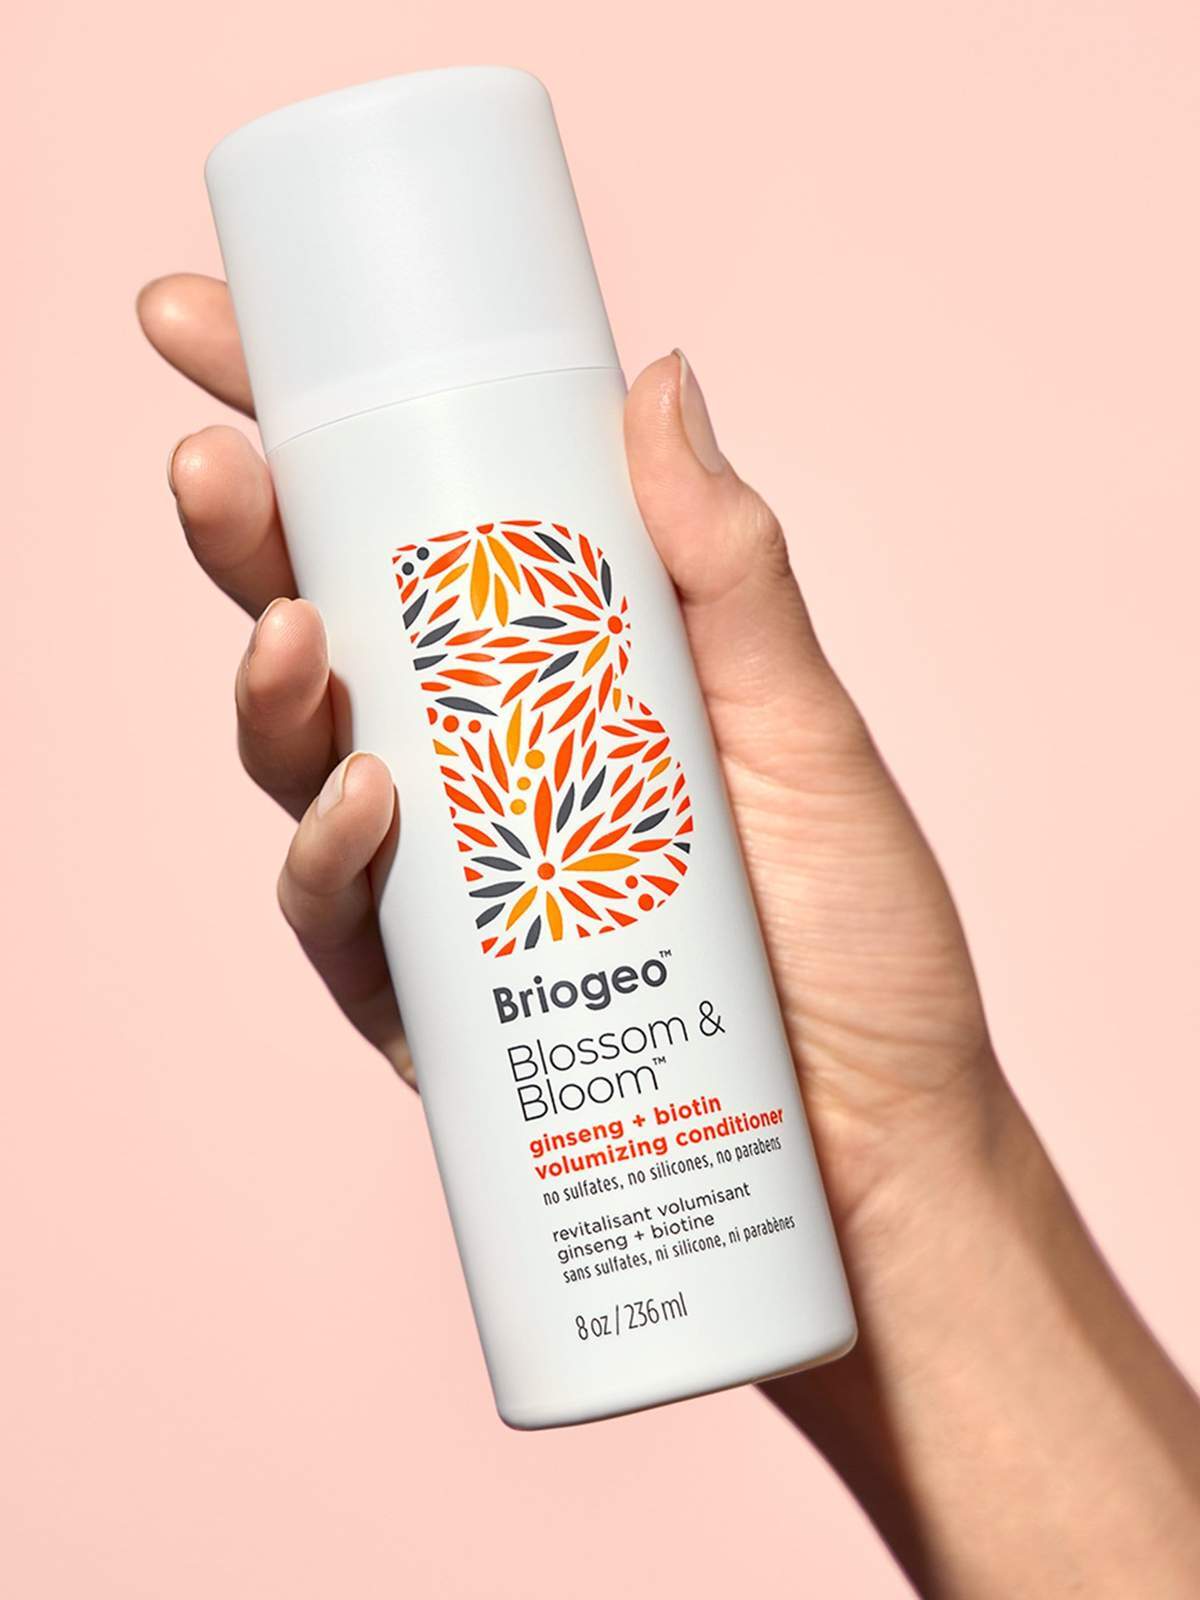 Briogeo™
Blossom &
Bloom™
ginseng + biotin
volumizing conditioner
no sulfates, no silicones, no parabens
revitalisant volumisant
ginseng + biotine
sans sulfates, ni silicone, ni parabènes
8 oz / 236 ml